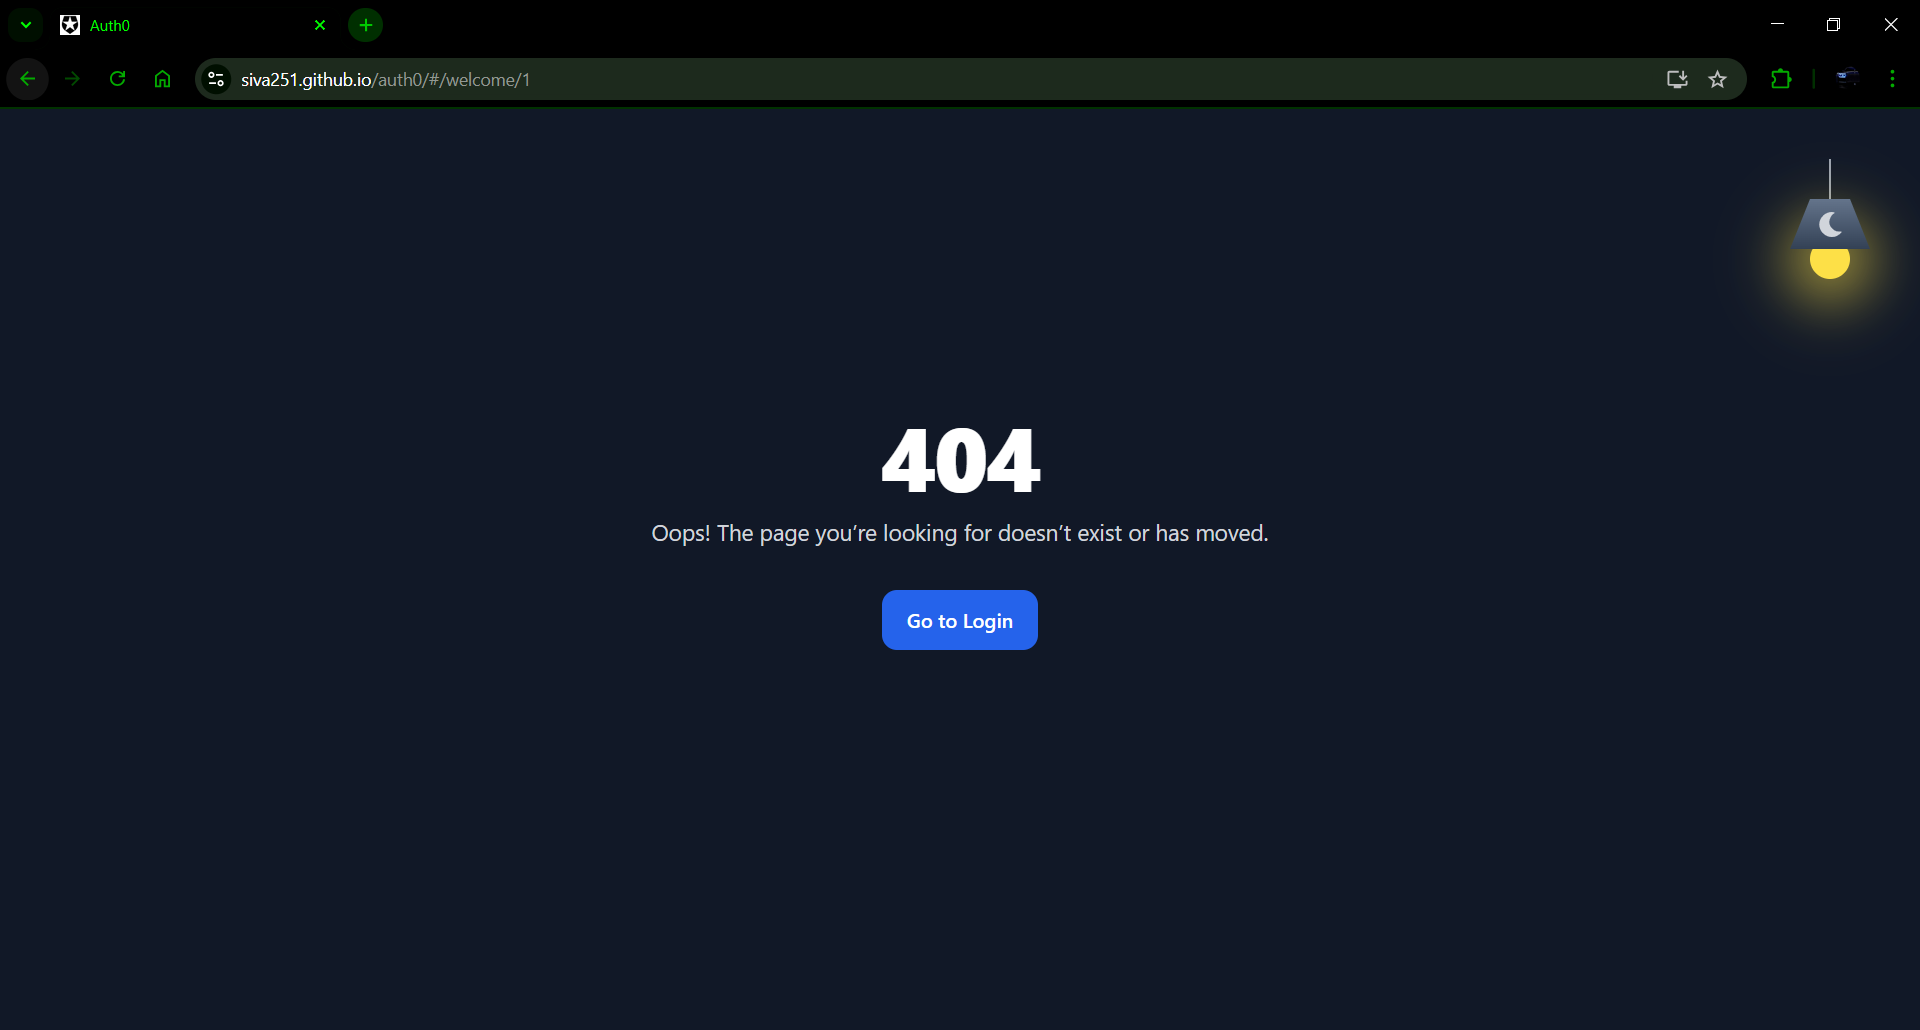 Auth0
siva251.github.io/auth0/#/welcome/1
404
Oops! The page you’re looking for doesn’t exist or has moved.
Go to Login